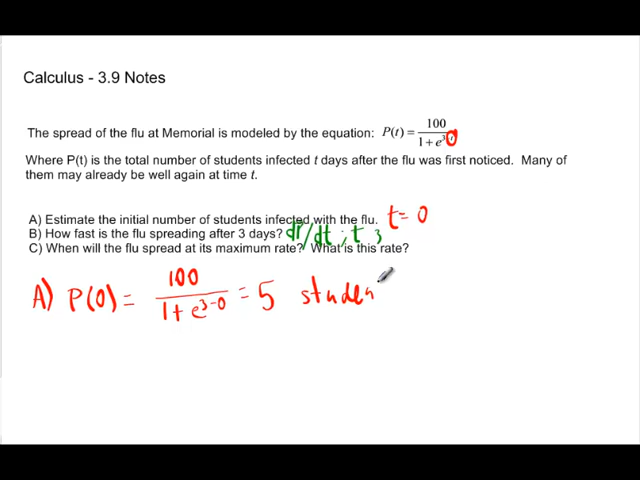 Calculus - 3.9 Notes
The spread of the flu at Memorial is modeled by the equation: P(t) = 100 / 1 + e^3-0
Where P(t) is the total number of students infected t days after the flu was first noticed. Many of
them may already be well again at time t.
A) Estimate the initial number of students infected with the flu. t = 0
B) How fast is the flu spreading after 3 days? dP/dt ; t 3
C) When will the flu spread at its maximum rate? What is this rate?
A) P(0) = 100 / 1 + e^3-0 = 5 studen